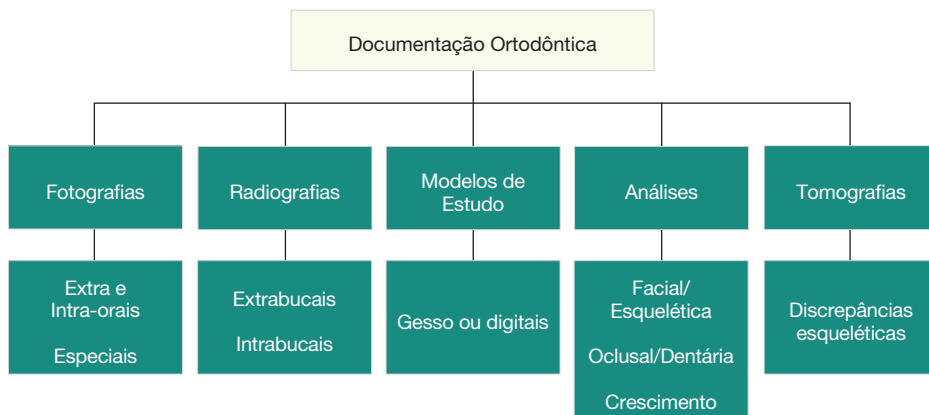 Documentação Ortodôntica
Fotografias
Radiografias
Modelos de
Estudo
Análises
Tomografias
Extra e
Intra-orais
Especiais
Extrabucais
Intrabucais
Gesso ou digitais
Facial/
Esquelética
Oclusal/Dentária
Crescimento
Discrepâncias
esqueléticas